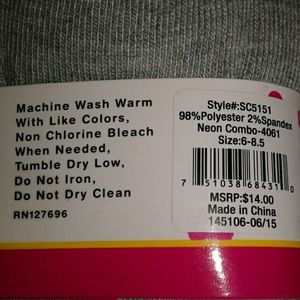 Machine Wash Warm
With Like Colors,
Non Chlorine Bleach
When Needed,
Tumble Dry Low,
Do Not Iron,
Do Not Dry Clean
RN127696
Style#:SC5151
98%Polyester 2%Spandex
Neon Combo-4061
Size:6-8.5
7 51038 68431 0
MSRP:$14.00
Made in China
145106-06/15